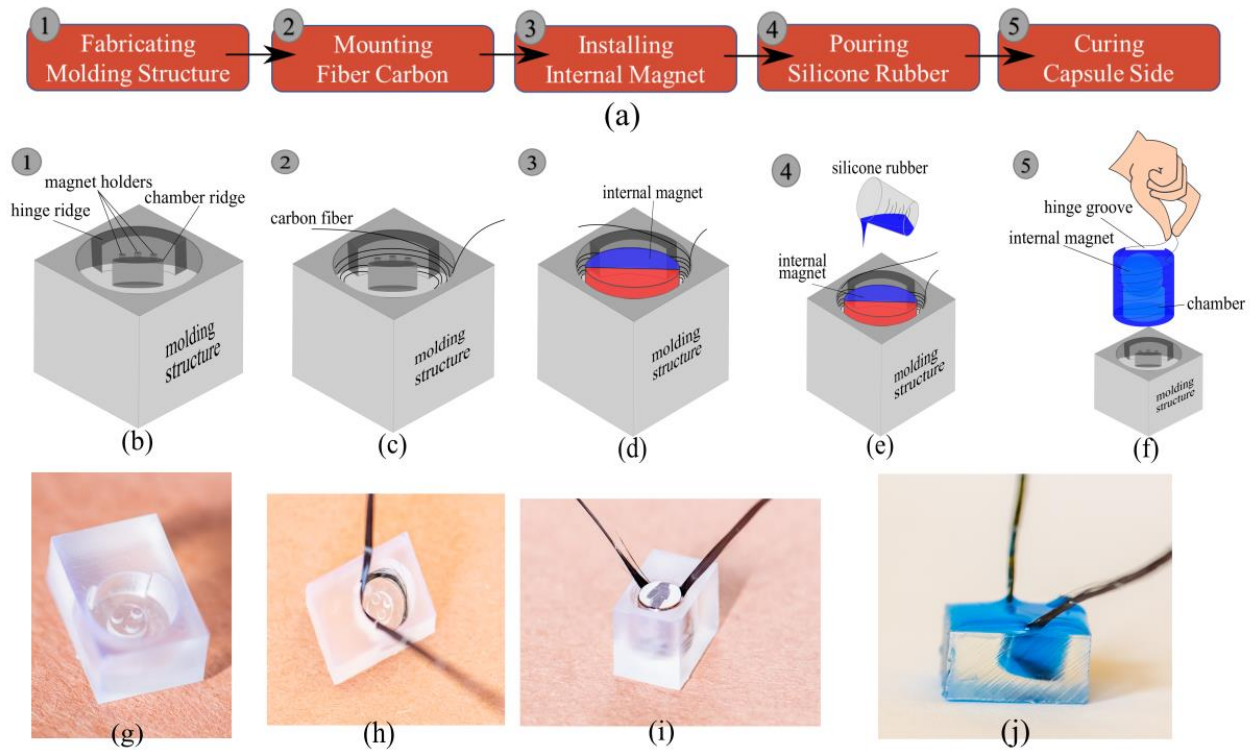 1
Fabricating
Molding Structure
2
Mounting
Fiber Carbon
3
Installing
Internal Magnet
4
Pouring
Silicone Rubber
5
Curing
Capsule Side
(a)
1
magnet holders
hinge ridge
chamber ridge
molding
structure
(b)
2
carbon fiber
molding
structure
(c)
3
internal magnet
molding
structure
(d)
4
silicone rubber
internal
magnet
molding
structure
(e)
5
hinge groove
internal magnet
chamber
molding
structure
(f)
(g)
(h)
(i)
(j)